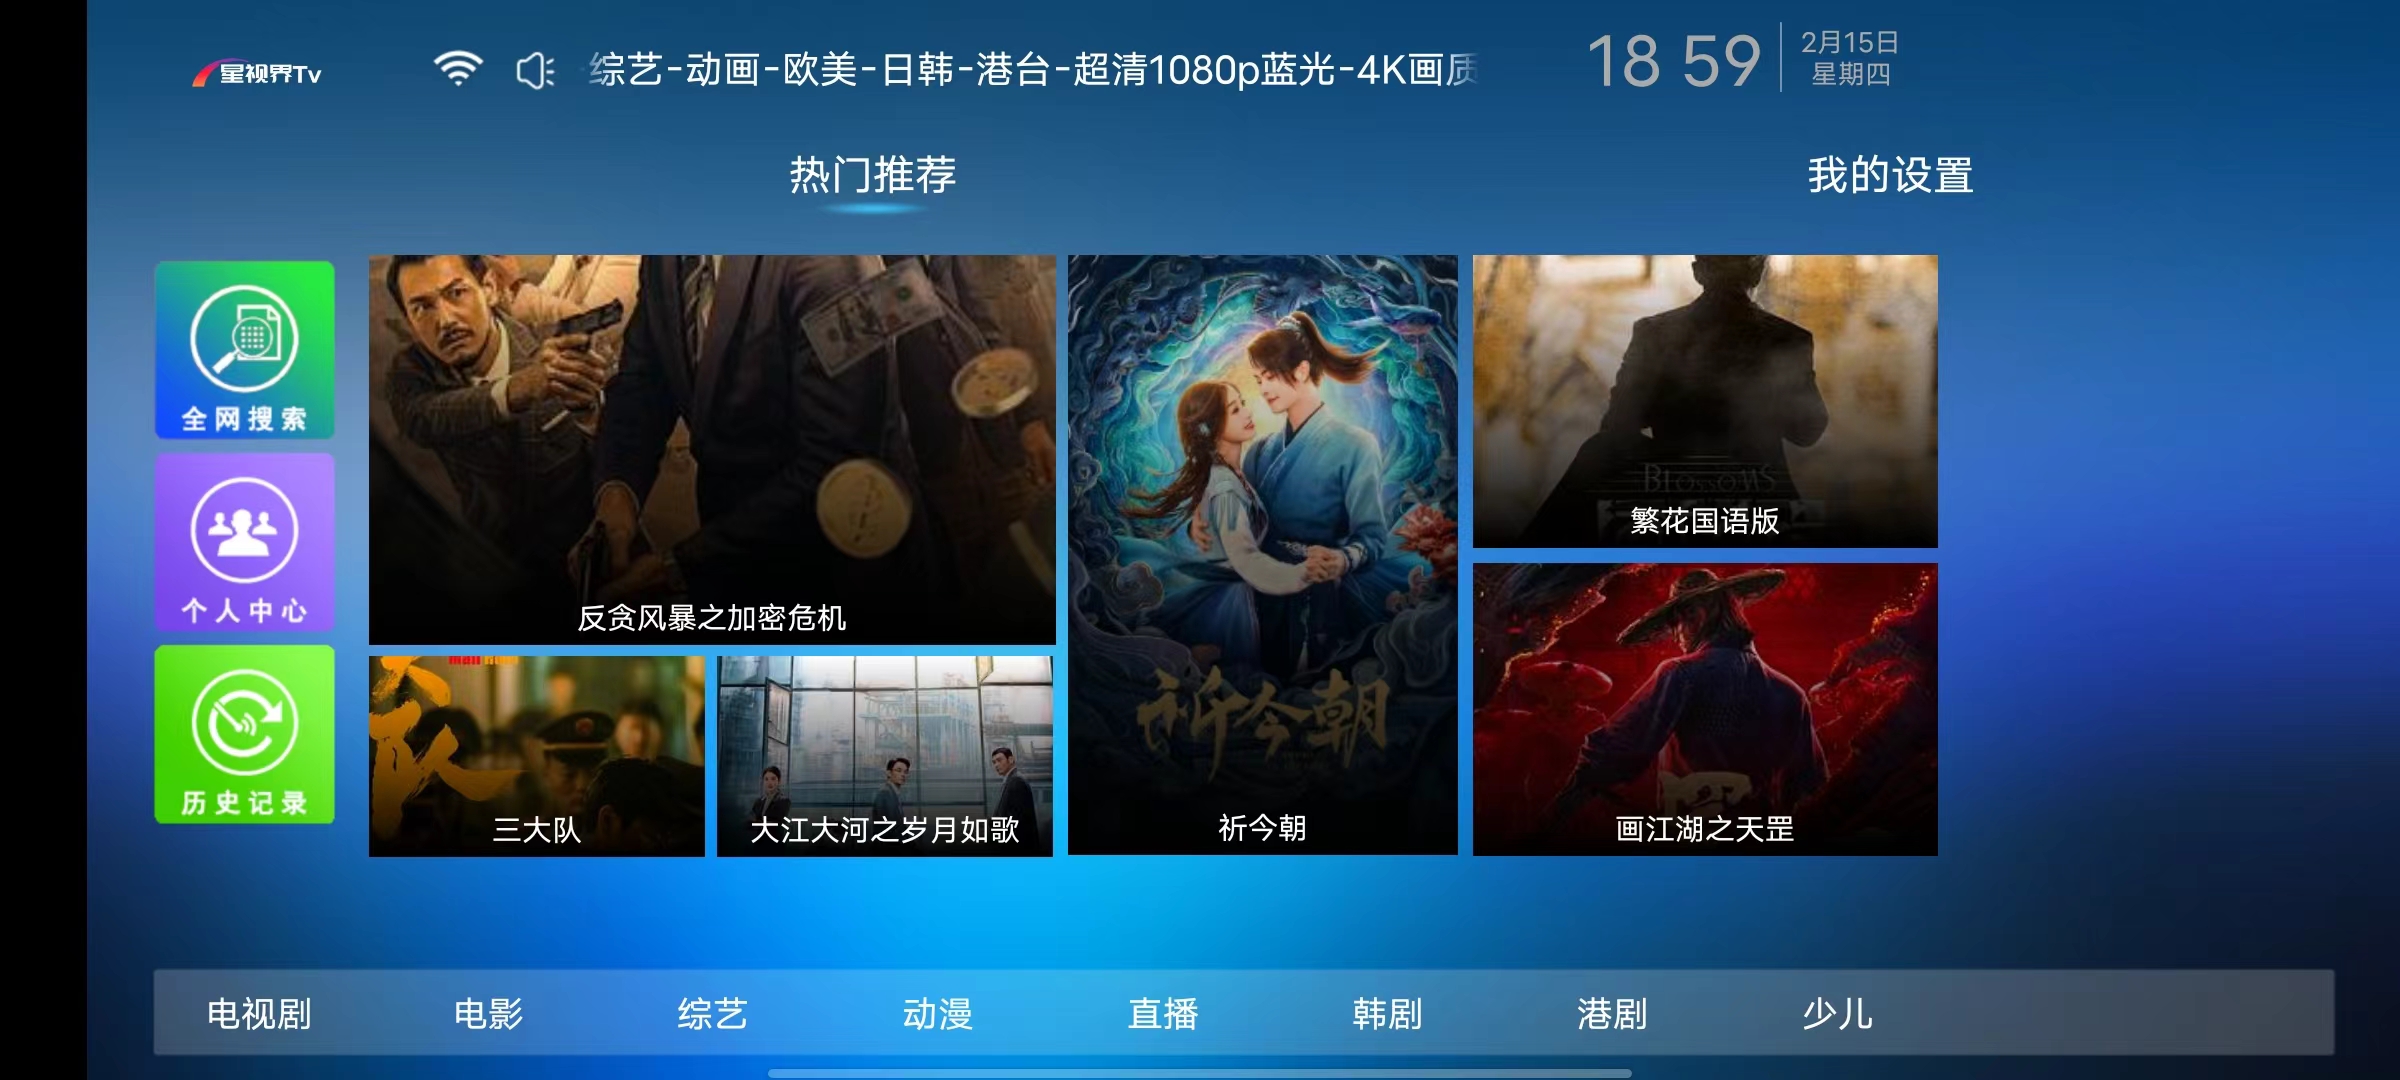 星视界Tv
综艺-动画-欧美-日韩-港台-超清1080p蓝光-4K画质
18 59
2月15日
星期四
热门推荐
我的设置
全网搜索
个人中心
历史记录
反贪风暴之加密危机
大队
三大队
大江大河之岁月如歌
祈今朝
祈今朝
BLOSSOMS
繁花国语版
画江湖之天罡
电视剧
电影
综艺
动漫
直播
韩剧
港剧
少儿